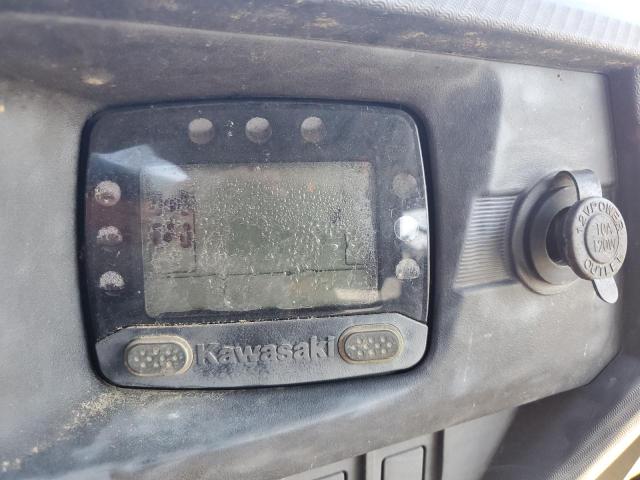 Kawasaki
12V POWER
10A
120W
OUTLET